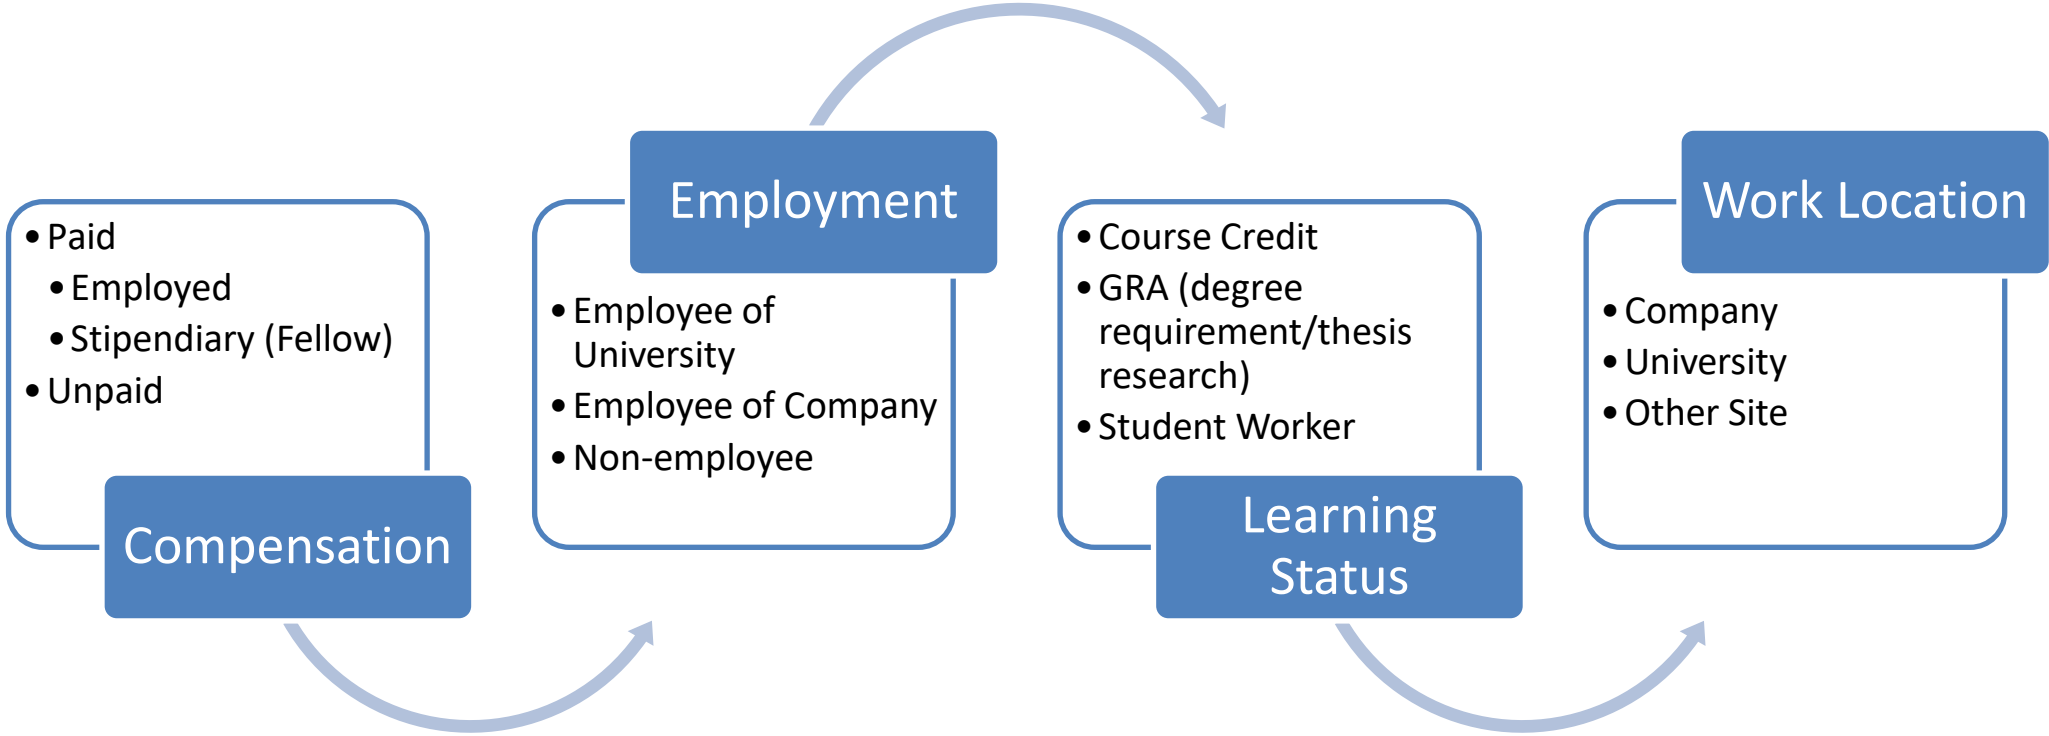 • Paid
• Employed
• Stipendiary (Fellow)
• Unpaid
Compensation
Employment
• Employee of
University
• Employee of Company
• Non-employee
• Course Credit
• GRA (degree
requirement/thesis
research)
• Student Worker
Learning
Status
Work Location
• Company
• University
• Other Site